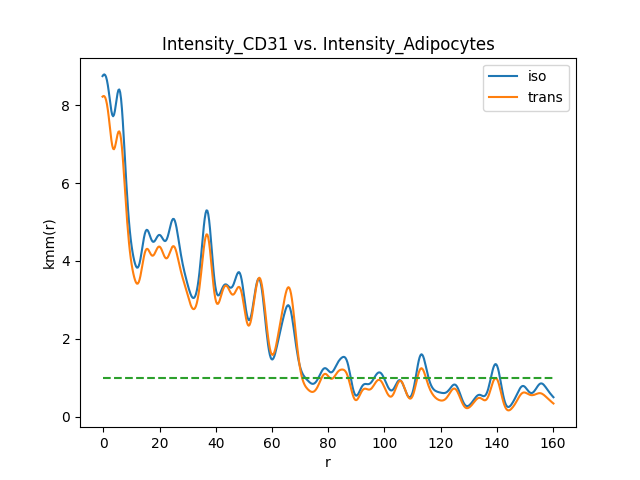 Intensity_CD31 vs. Intensity_Adipocytes
iso
trans
kmm(r)
8
6
4
2
0
0 20 40 60 80 100 120 140 160
r